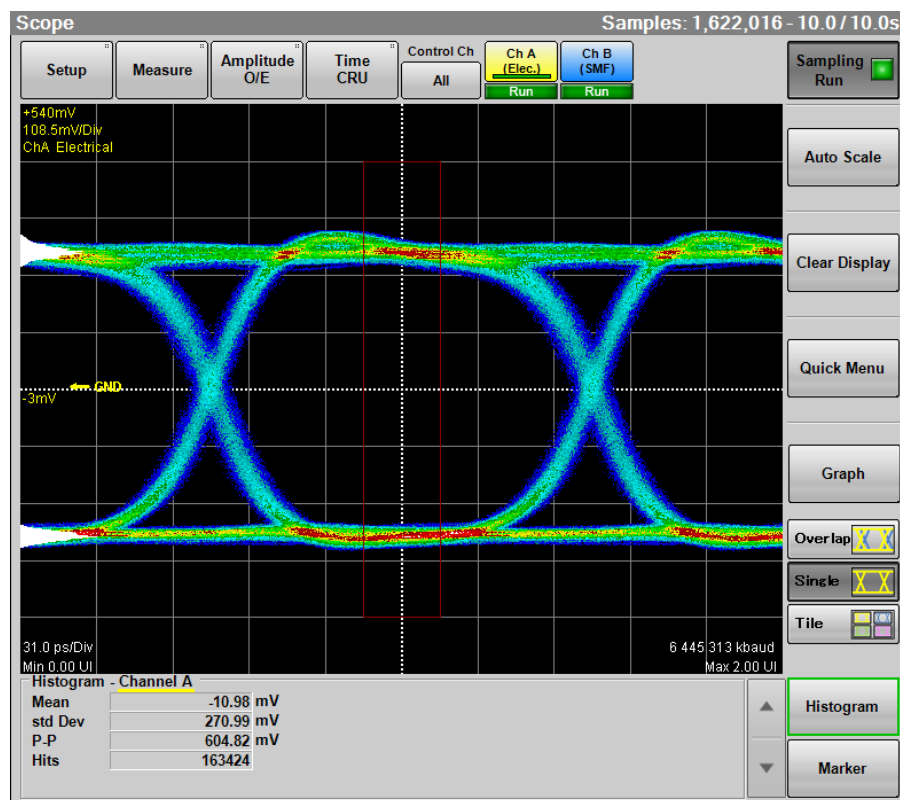 Scope
Samples: 1,622,016 - 10.0 / 10.0s
Setup
Measure
Amplitude
O/E
Time
CRU
Control Ch
All
Ch A
(Elec.)
Run
Ch B
(SMF)
Run
Sampling
Run
+540mV
108.5mV/Div
ChA Electrical
Auto Scale
Clear Display
Quick Menu
GND
-3mV
Graph
Overlap
Single
Tile
31.0 ps/Div
6 445 313 kbaud
Min 0.00 UI
Max 2.00 UI
Histogram - Channel A
Mean -10.98 mV
std Dev 270.99 mV
P-P 604.82 mV
Hits 163424
Histogram
Marker